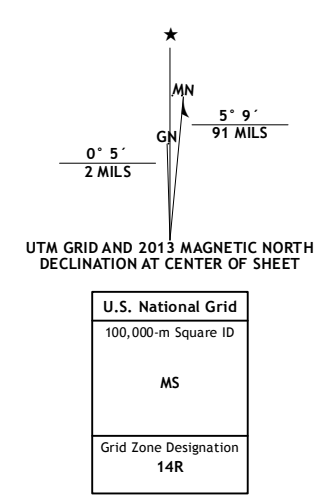 ★
MN
GN
5° 9´
91 MILS
0° 5´
2 MILS
UTM GRID AND 2013 MAGNETIC NORTH
DECLINATION AT CENTER OF SHEET
U.S. National Grid
100,000-m Square ID
MS
Grid Zone Designation
14R